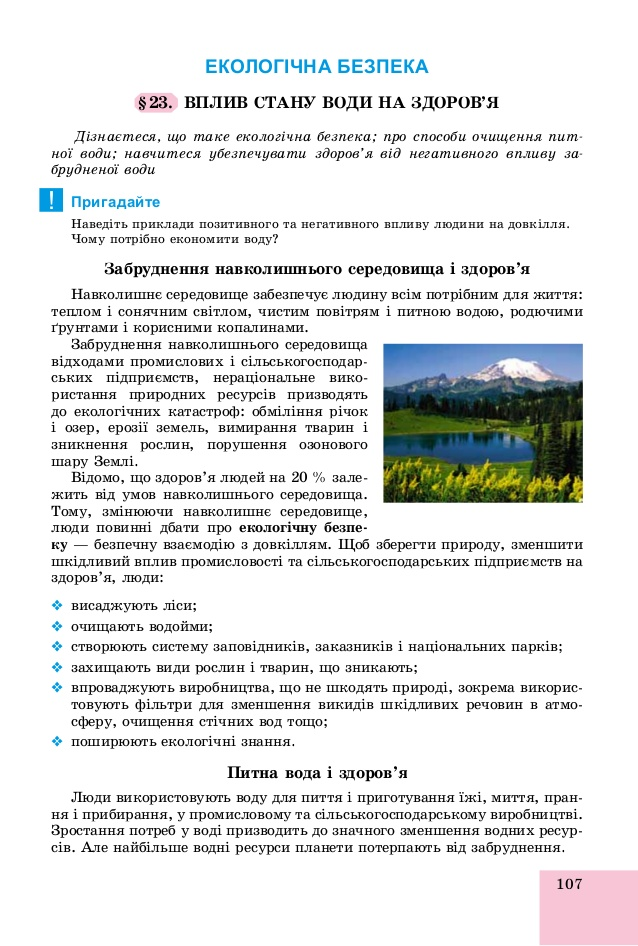 ЕКОЛОГІЧНА БЕЗПЕКА
§ 23. ВПЛИВ СТАНУ ВОДИ НА ЗДОРОВ’Я
Дізнаєтеся, що таке екологічна безпека; про способи очищення пит-
ної води; навчитеся убезпечувати здоров’я від негативного впливу за-
брудненої води
! Пригадайте
Наведіть приклади позитивного та негативного впливу людини на довкілля.
Чому потрібно економити воду?
Забруднення навколишнього середовища і здоров’я
Навколишнє середовище забезпечує людину всім потрібним для життя:
теплом і сонячним світлом, чистим повітрям і питною водою, родючими
ґрунтами і корисними копалинами.
Забруднення навколишнього середовища
відходами промислових і сільськогосподар-
ських підприємств, нераціональне вико-
ристання природних ресурсів призводять
до екологічних катастроф: обміління річок
і озер, ерозії земель, вимирання тварин і
зникнення рослин, порушення озонового
шару Землі.
Відомо, що здоров’я людей на 20 % зале-
жить від умов навколишнього середовища.
Тому, змінюючи навколишнє середовище,
люди повинні дбати про екологічну безпе-
ку — безпечну взаємодію з довкіллям. Щоб зберегти природу, зменшити
шкідливий вплив промисловості та сільськогосподарських підприємств на
здоров’я, люди:
❖ висаджують ліси;
❖ очищають водойми;
❖ створюють систему заповідників, заказників і національних парків;
❖ захищають види рослин і тварин, що зникають;
❖ впроваджують виробництва, що не шкодять природі, зокрема викорис-
товують фільтри для зменшення викидів шкідливих речовин в атмо-
сферу, очищення стічних вод тощо;
❖ поширюють екологічні знання.
Питна вода і здоров’я
Люди використовують воду для пиття і приготування їжі, миття, пран-
ня і прибирання, у промисловому та сільськогосподарському виробництві.
Зростання потреб у воді призводить до значного зменшення водних ресур-
сів. Але найбільше водні ресурси планети потерпають від забруднення.
107